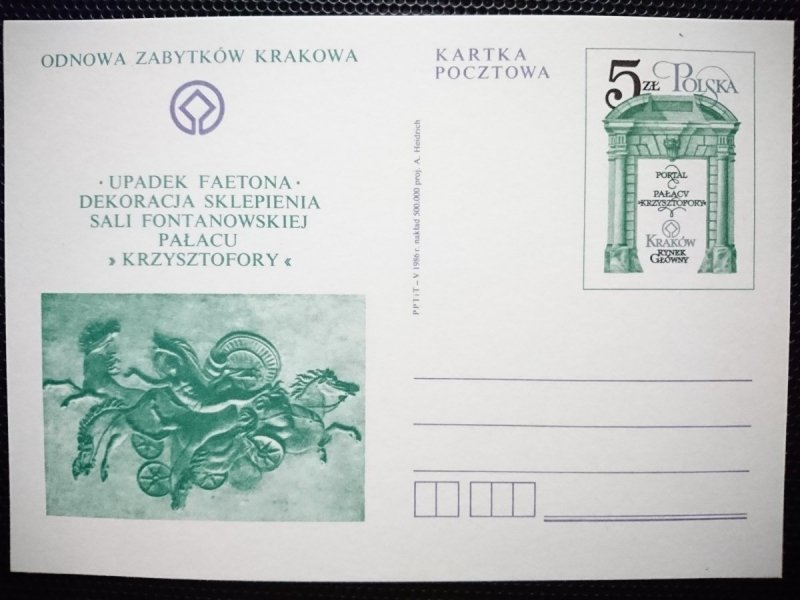 ODNOWA ZABYTKÓW KRAKOWA
· UPADEK FAETONA ·
DEKORACJA SKLEPIENIA
SALI FONTANOWSKIEJ
PAŁACU
» KRZYSZTOFORY «
PPTiT – V 1986 r. nakład 500.000 proj. A. Heidrich
KARTKA
POCZTOWA
5 ZŁ POLSKA
PORTAL
PAŁACU
»KRZYSZTOFORY«
KRAKÓW
RYNEK
GŁÓWNY